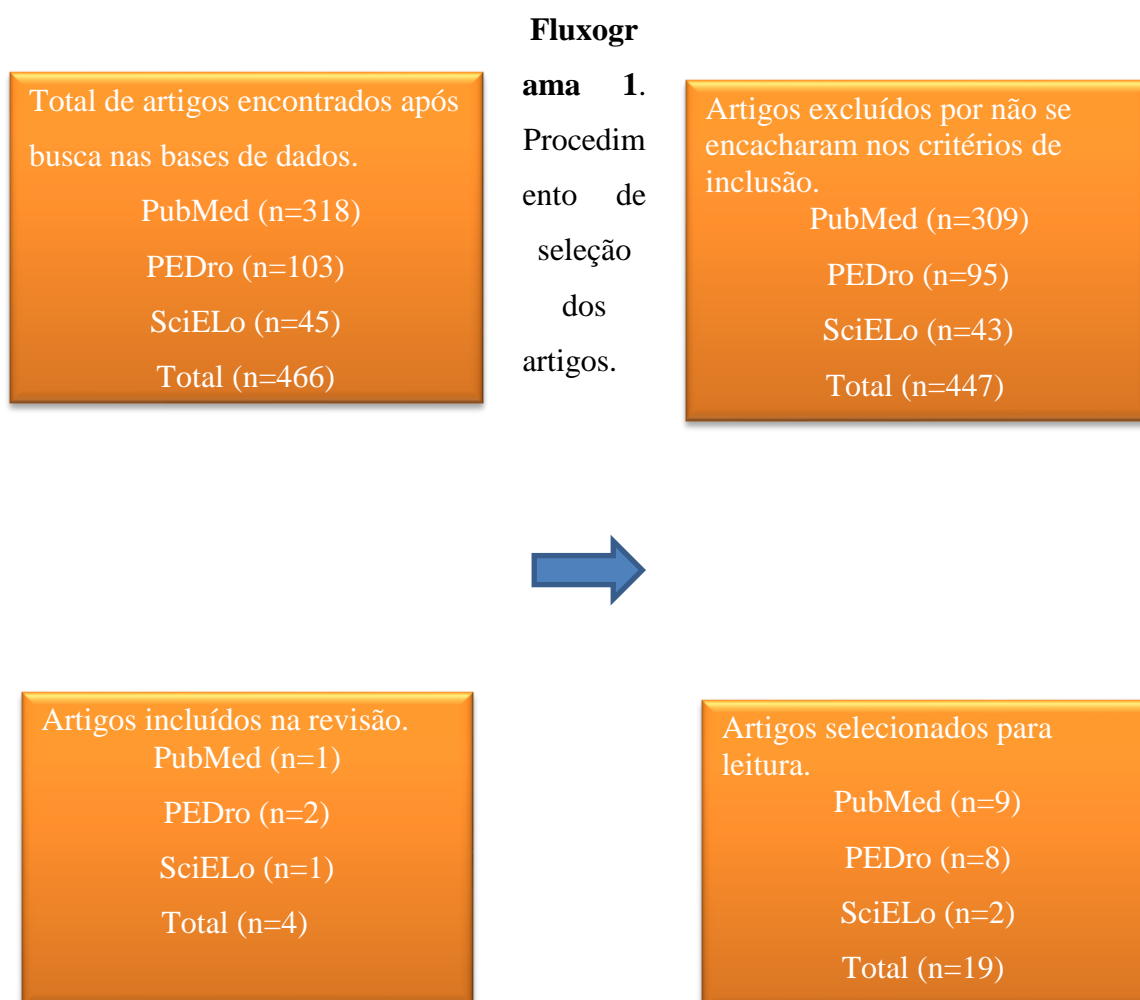 Fluxogr
ama 1.
Procedim
ento de
seleção
dos
artigos.
Total de artigos encontrados após
busca nas bases de dados.
PubMed (n=318)
PEDro (n=103)
SciELo (n=45)
Total (n=466)
Artigos excluídos por não se
encacharam nos critérios de
inclusão.
PubMed (n=309)
PEDro (n=95)
SciELo (n=43)
Total (n=447)
Artigos incluídos na revisão.
PubMed (n=1)
PEDro (n=2)
SciELo (n=1)
Total (n=4)
Artigos selecionados para
leitura.
PubMed (n=9)
PEDro (n=8)
SciELo (n=2)
Total (n=19)